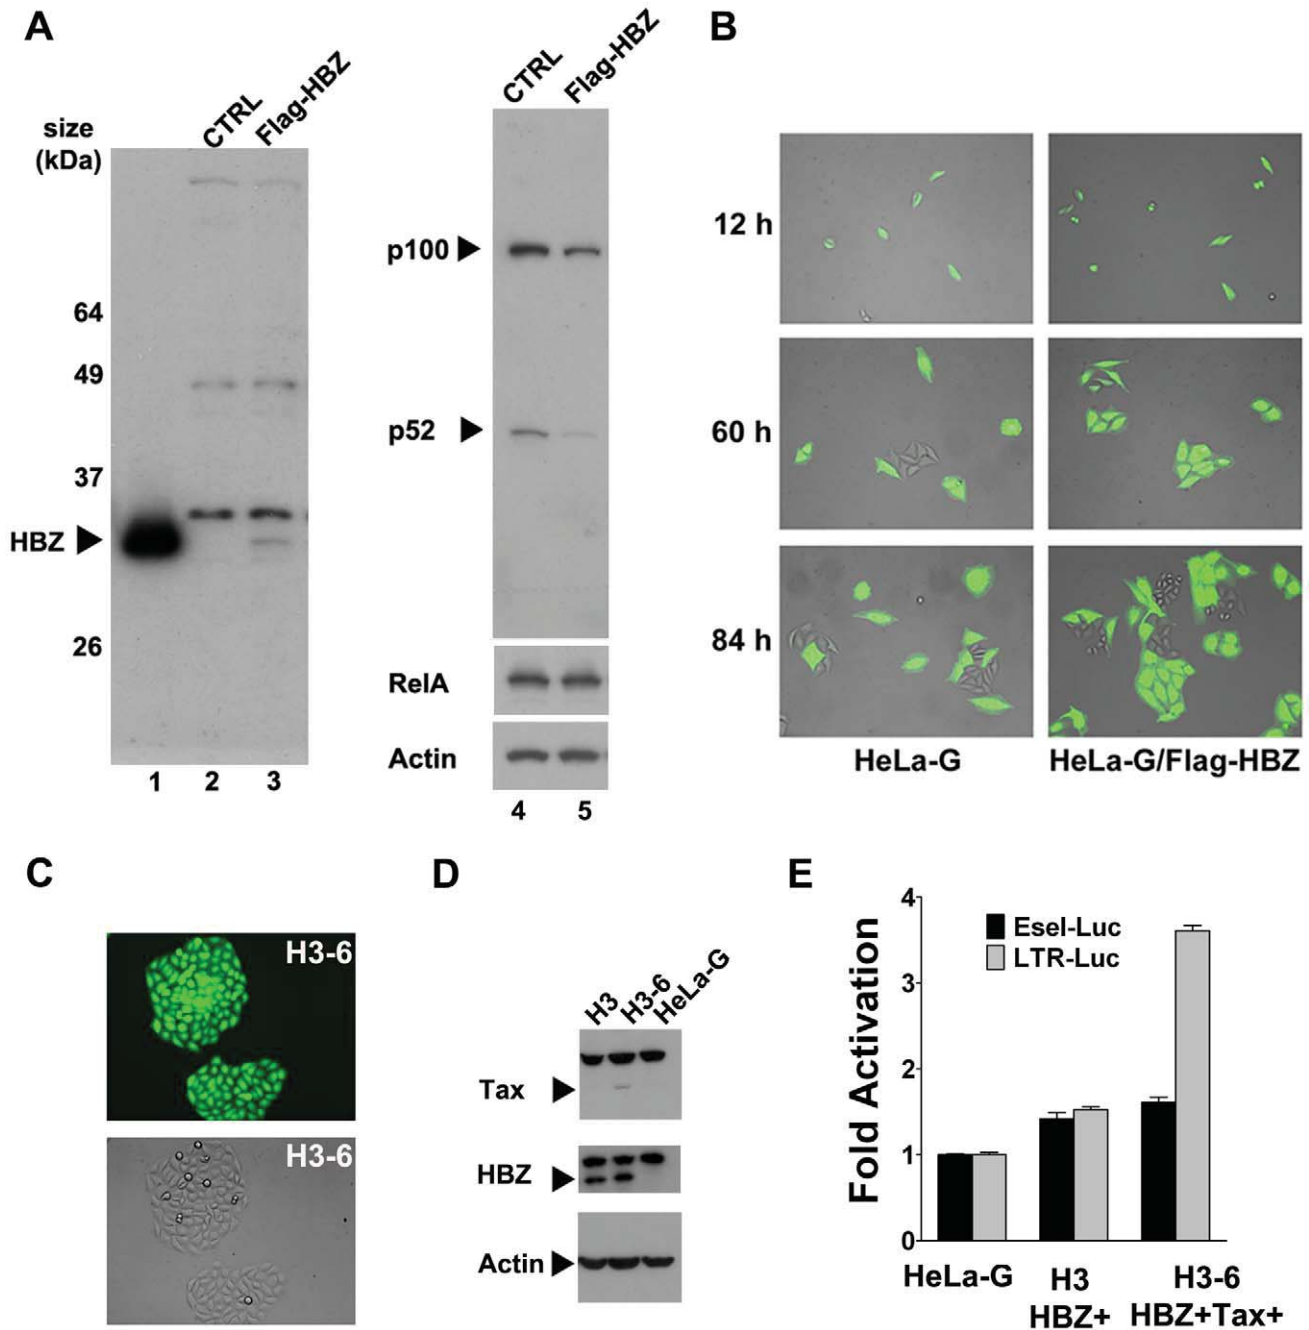 A
size
(kDa)
CTRL
Flag-HBZ
64
49
37
HBZ
26
1
2
3
CTRL
Flag-HBZ
p100
p52
RelA
Actin
4
5
B
12 h
60 h
84 h
HeLa-G
HeLa-G/Flag-HBZ
C
H3-6
H3-6
D
H3
H3-6
HeLa-G
Tax
HBZ
Actin
E
Fold Activation
4
3
2
1
0
Esel-Luc
LTR-Luc
HeLa-G
H3
HBZ+
H3-6
HBZ+Tax+